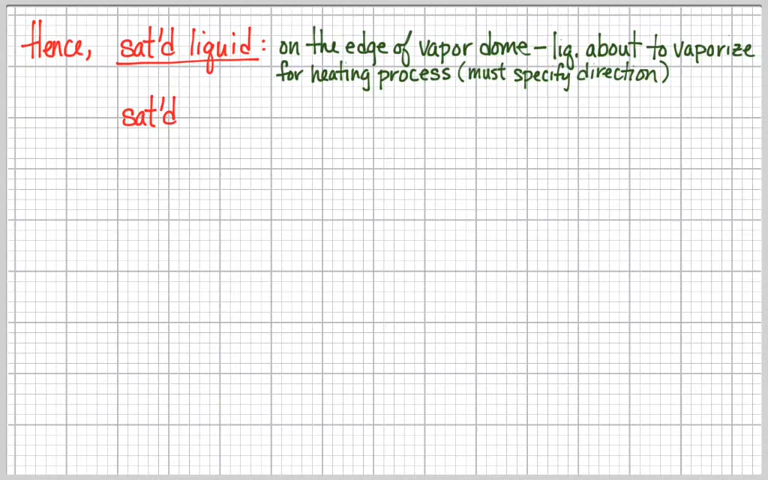 Hence, sat'd liquid: on the edge of vapor dome - liq. about to vaporize
for heating process (must specify direction)
sat'd